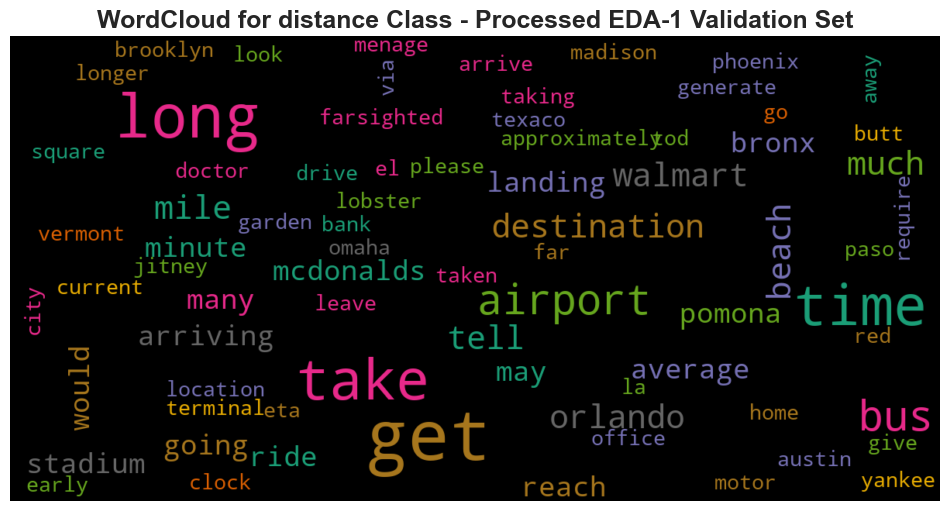 WordCloud for distance Class - Processed EDA-1 Validation Set
brooklyn look menage via madison phoenix away
longer arrive generate
long farsighted taking texaco go
approximately tod bronx butt
square doctor drive el please landing walmart much
mile lobster require
vermont garden bank destination beach
minute omaha far paso
jitney mcdonalds taken
current many leave airport pomona time
city arriving tell red
would take may average
location la
terminal eta get orlando home bus
going office give
stadium ride austin
early clock reach motor yankee